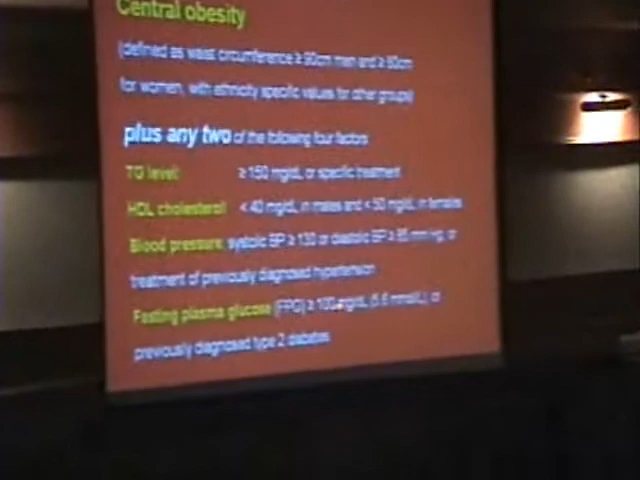 Central obesity
(defined as waist circumference ≥ 90cm men and ≥ 80cm
for women, with ethnicity specific values for other groups)
plus any two of the following four factors
TG level: ≥ 150 mg/dL or specific treatment
HDL cholesterol: < 40 mg/dL in males and < 50 mg/dL in females
Blood pressure: systolic BP ≥ 130 or diastolic BP ≥ 85 mm Hg, or
treatment of previously diagnosed hypertension
Fasting plasma glucose (FPG) ≥ 100 mg/dL (5.6 mmol/L), or
previously diagnosed type 2 diabetes